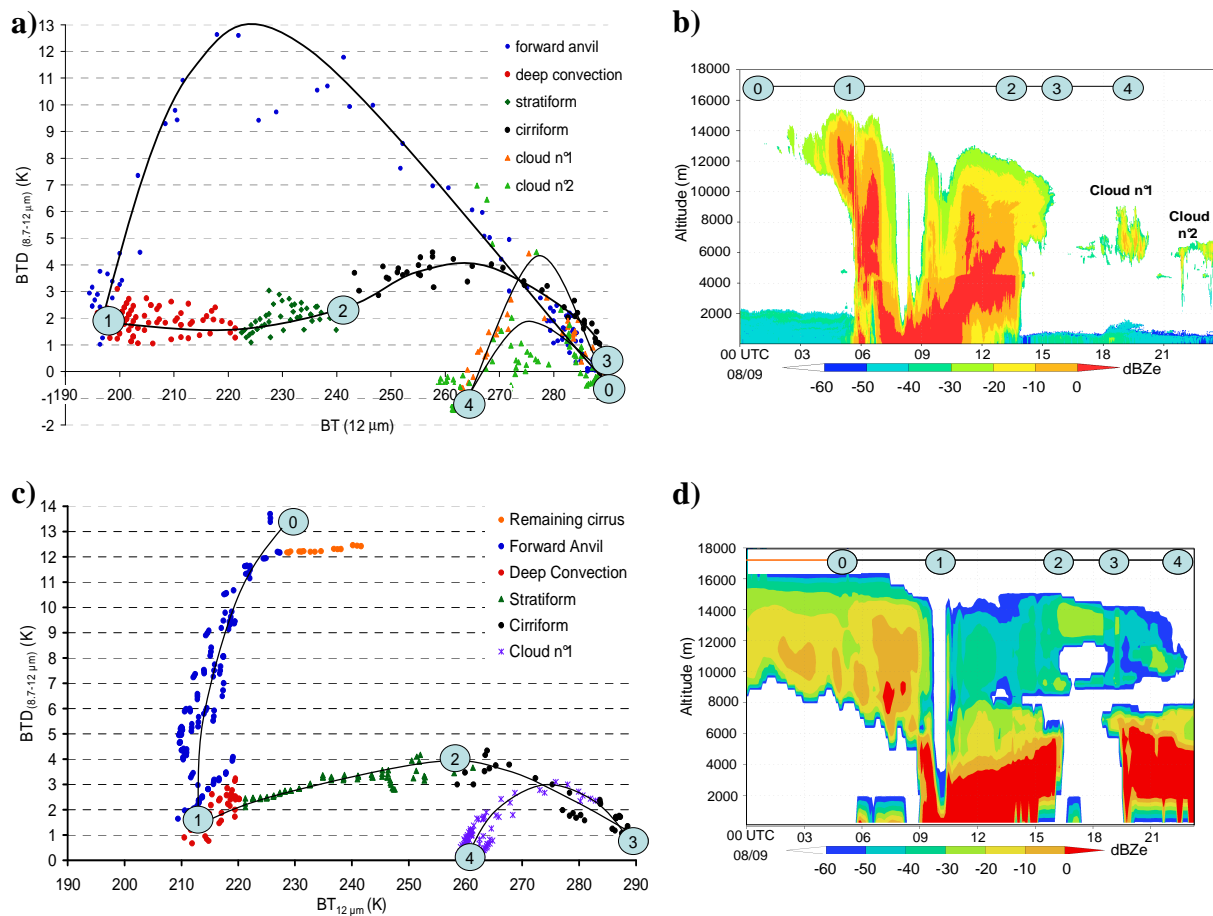 a)
13
12
11
10
9
8
7
6
5
4
3
2
1
0
-1
-2
BTD (8.7-12 µm) (K)
190 200 210 220 230 240 250 260 270 280 290
BT (12 µm)
forward anvil
deep convection
stratiform
cirriform
cloud n°1
cloud n°2
1
2
3
0
4
b)
18000
16000
14000
12000
10000
8000
6000
4000
2000
Altitude (m)
0 1 2 3 4
Cloud n°1
Cloud
n°2
00 UTC 03 06 09 12 15 18 21
08/09
-60 -50 -40 -30 -20 -10 0
dBZe
c)
14
13
12
11
10
9
8
7
6
5
4
3
2
1
0
BTD(8.7-12 µm) (K)
190 200 210 220 230 240 250 260 270 280 290
BT12 µm (K)
Remaining cirrus
Forward Anvil
Deep Convection
Stratiform
Cirriform
Cloud n°1
0
1
2
3
4
d)
18000
16000
14000
12000
10000
8000
6000
4000
2000
Altitude (m)
0 1 2 3 4
00 UTC 03 06 09 12 15 18 21
08/09
-60 -50 -40 -30 -20 -10 0
dBZe